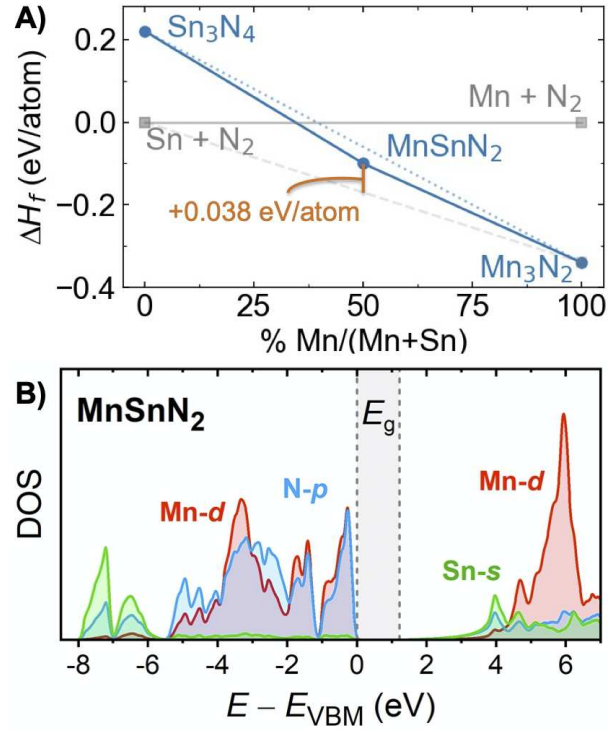 A)
0.2
0.0
−0.2
−0.4
ΔHf (eV/atom)
Sn3N4
Mn + N2
Sn + N2
MnSnN2
+0.038 eV/atom
Mn3N2
0 25 50 75 100
% Mn/(Mn+Sn)
B)
MnSnN2
Eg
Mn-d
N-p
Mn-d
Sn-s
DOS
-8 -6 -4 -2 0 2 4 6
E − EVBM (eV)